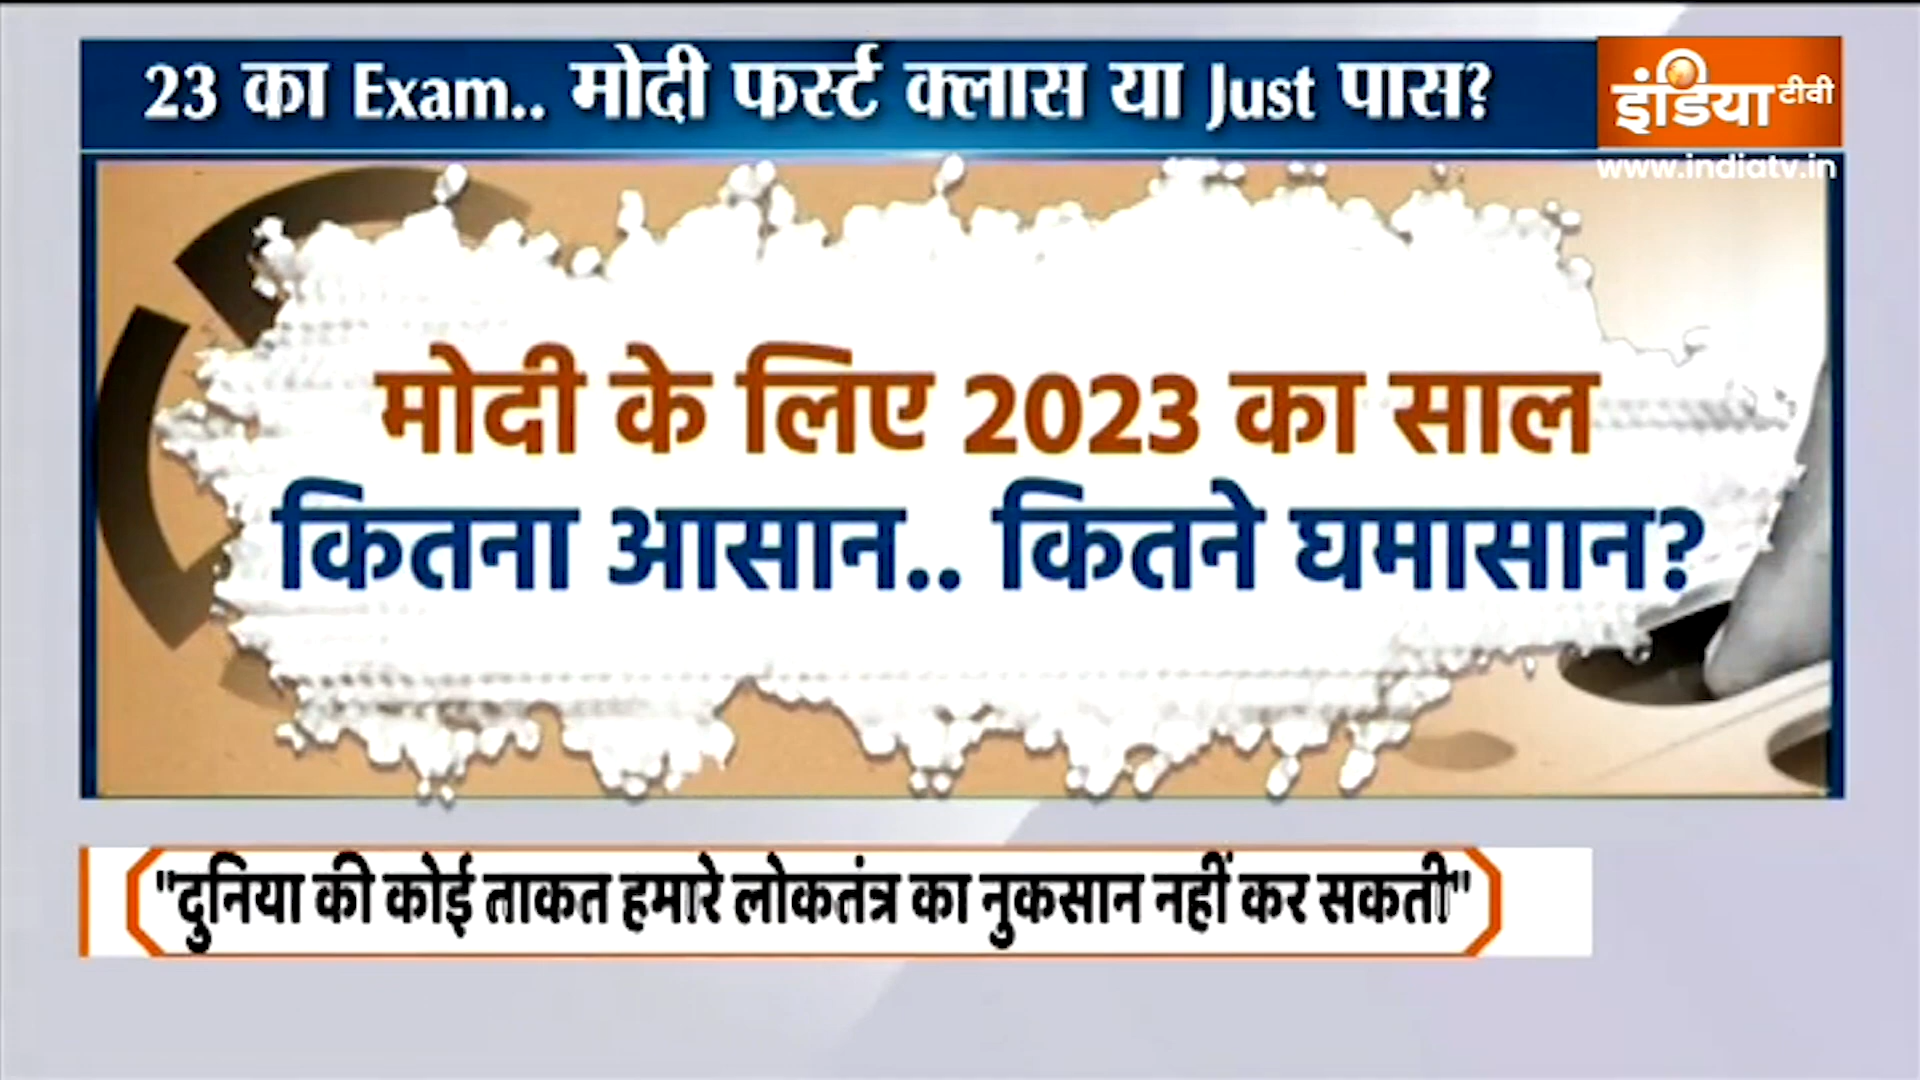 23 का Exam.. मोदी फर्स्ट क्लास या Just पास?
इंडिया टीवी
www.indiatv.in
मोदी के लिए 2023 का साल
कितना आसान.. कितने घमासान?
"दुनिया की कोई ताकत हमारे लोकतंत्र का नुकसान नहीं कर सकती"